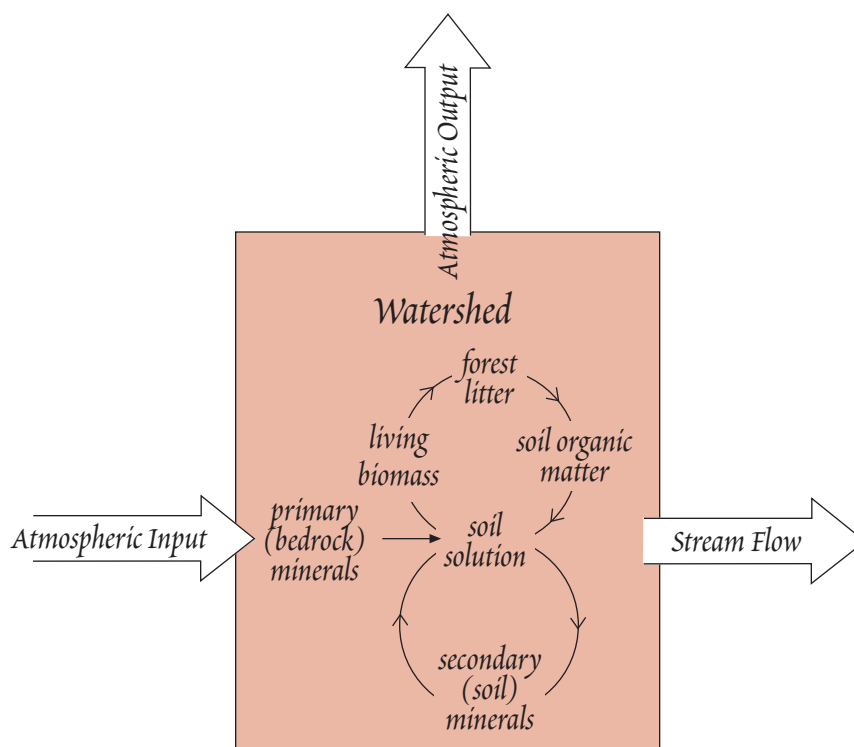 Atmospheric Output
Watershed
forest
litter
living
biomass
soil organic
matter
Atmospheric Input
primary
(bedrock)
minerals
soil
solution
Stream Flow
secondary
(soil)
minerals